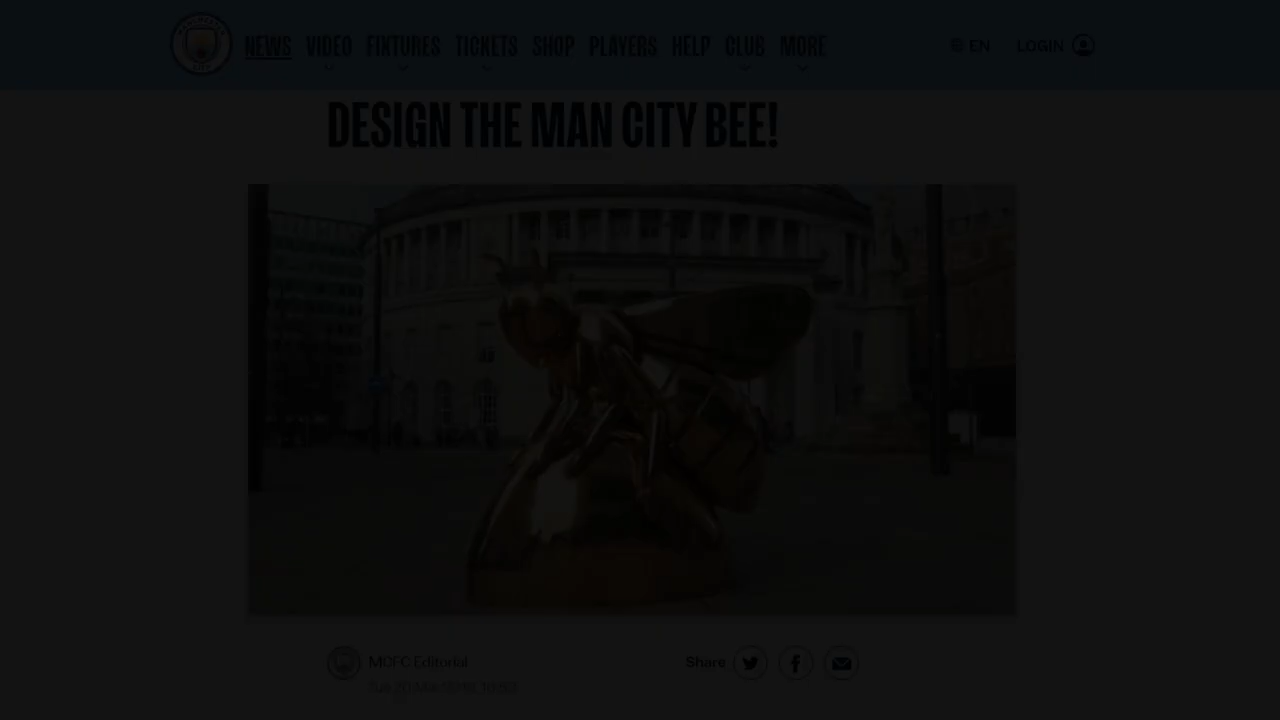 NEWS VIDEO FIXTURES TICKETS SHOP PLAYERS HELP CLUB MORE EN LOGIN
DESIGN THE MAN CITY BEE!
MCFC Editorial
Share